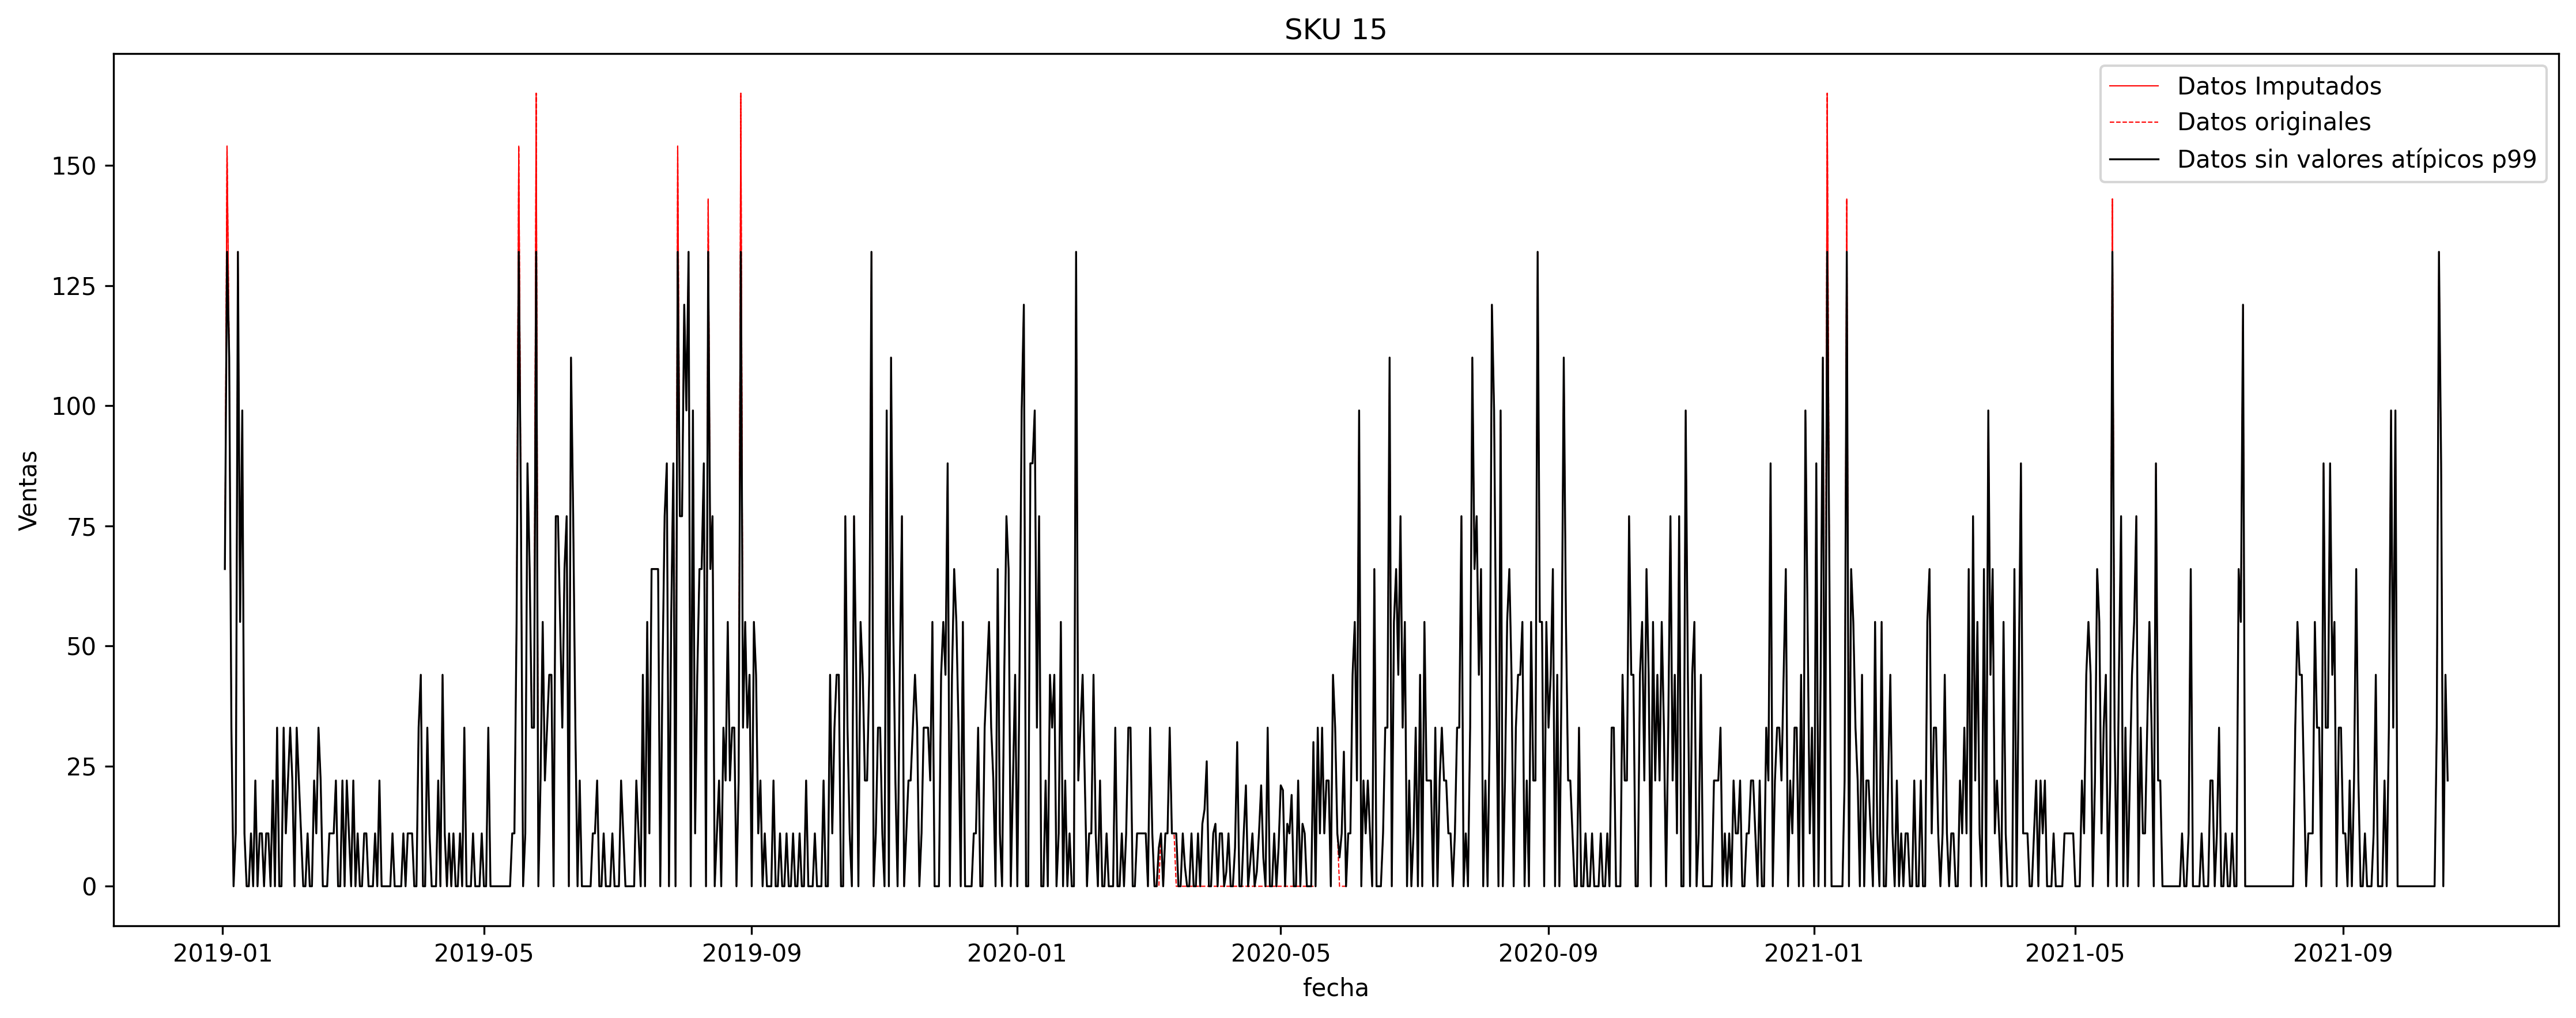 SKU 15
Datos Imputados
Datos originales
Datos sin valores atípicos p99
150
125
100
75
50
25
0
Ventas
2019-01 2019-05 2019-09 2020-01 2020-05 2020-09 2021-01 2021-05 2021-09
fecha